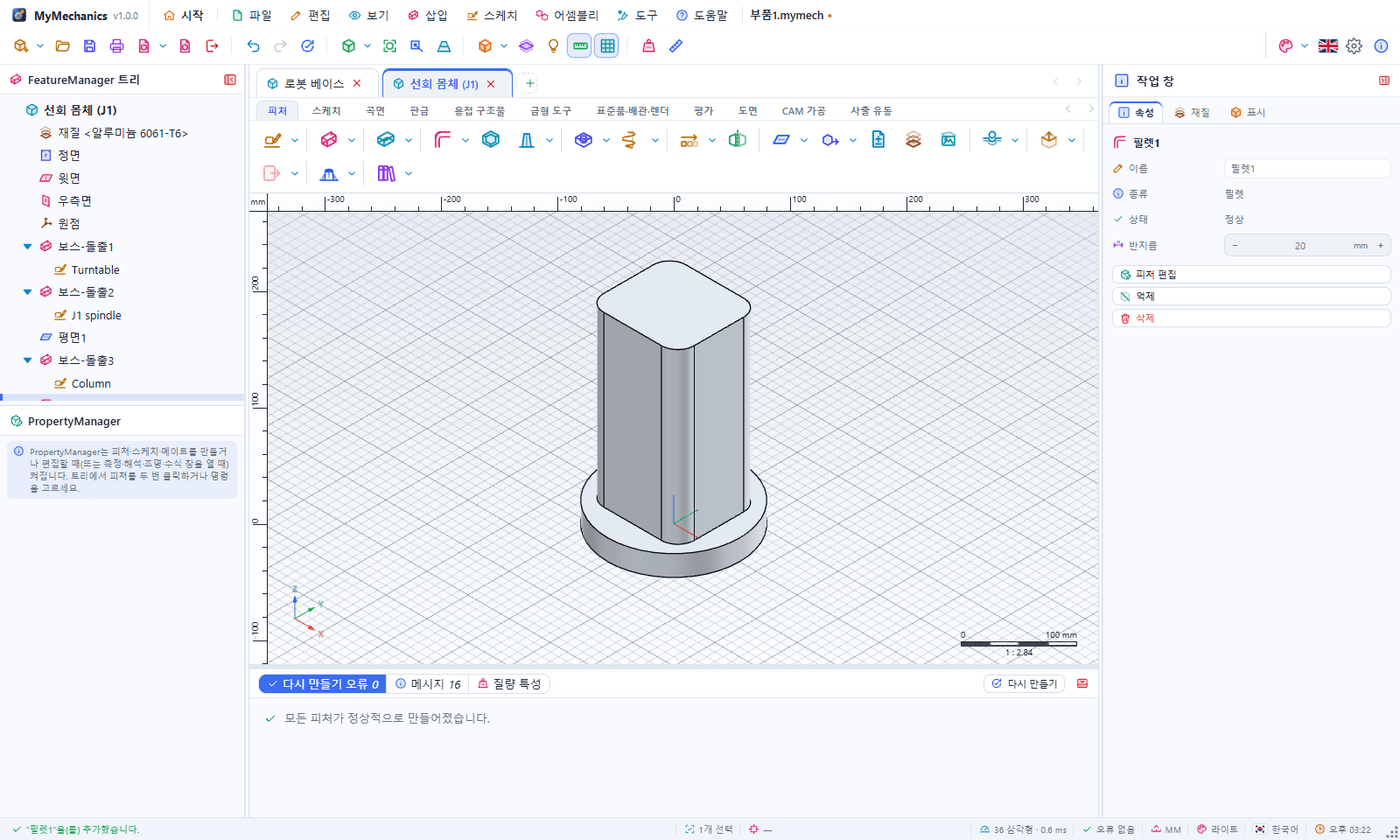 MyMechanics v1.0.0 시작 파일 편집 보기 삽입 스케치 어셈블리 도구 도움말 부품1.mymech
FeatureManager 트리
선회 몸체 (J1)
재질 <알루미늄 6061-T6>
정면
윗면
우측면
원점
보스-돌출1
Turntable
보스-돌출2
J1 spindle
평면1
보스-돌출3
Column
PropertyManager
PropertyManager는 피처·스케치·메이트를 만들거
나 편집할 때(또는 측정·해석·조명·수식 창을 열 때)
켜집니다. 트리에서 피처를 두 번 클릭하거나 명령
을 고르세요.
로봇 베이스 선회 몸체 (J1)
피처 스케치 곡면 판금 용접 구조물 금형 도구 표준품·배관·렌더 평가 도면 CAM 가공 사출 유동
mm -300 -200 -100 0 100 200 300
200
100
0
-100
Z
Y
X
0 100 mm
1 : 2.84
다시 만들기 오류 0 메시지 16 질량 특성 다시 만들기
모든 피처가 정상적으로 만들어졌습니다.
작업 창
속성 재질 표시
필렛1
이름 필렛1
종류 필렛
상태 정상
반지름 − 20 mm +
피처 편집
억제
삭제
"필렛1"을(를) 추가했습니다. 1개 선택 — 36 삼각형 · 0.6 ms 오류 없음 MM 라이트 한국어 오후 03:22